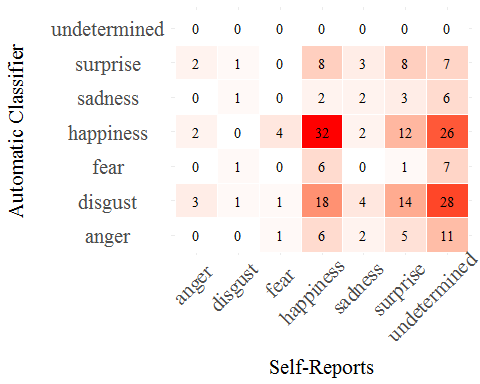 Automatic Classifier
undetermined 0 0 0 0 0 0 0
surprise 2 1 0 8 3 8 7
sadness 0 1 0 2 2 3 6
happiness 2 0 4 32 2 12 26
fear 0 1 0 6 0 1 7
disgust 3 1 1 18 4 14 28
anger 0 0 1 6 2 5 11
anger disgust fear happiness sadness surprise undetermined
Self-Reports